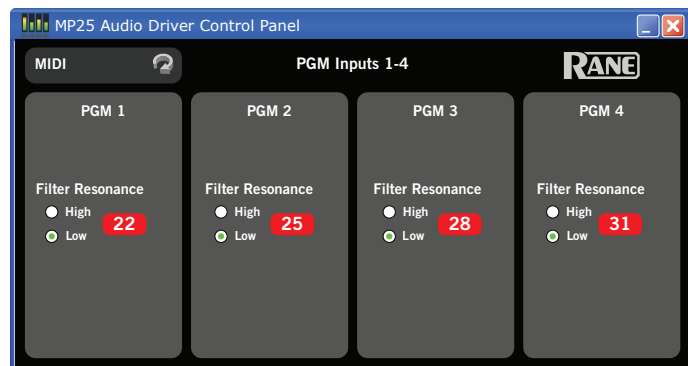 MP25 Audio Driver Control Panel
MIDI
PGM Inputs 1-4
RANE
PGM 1
PGM 2
PGM 3
PGM 4
Filter Resonance
Filter Resonance
Filter Resonance
Filter Resonance
High
Low
22
High
Low
25
High
Low
28
High
Low
31